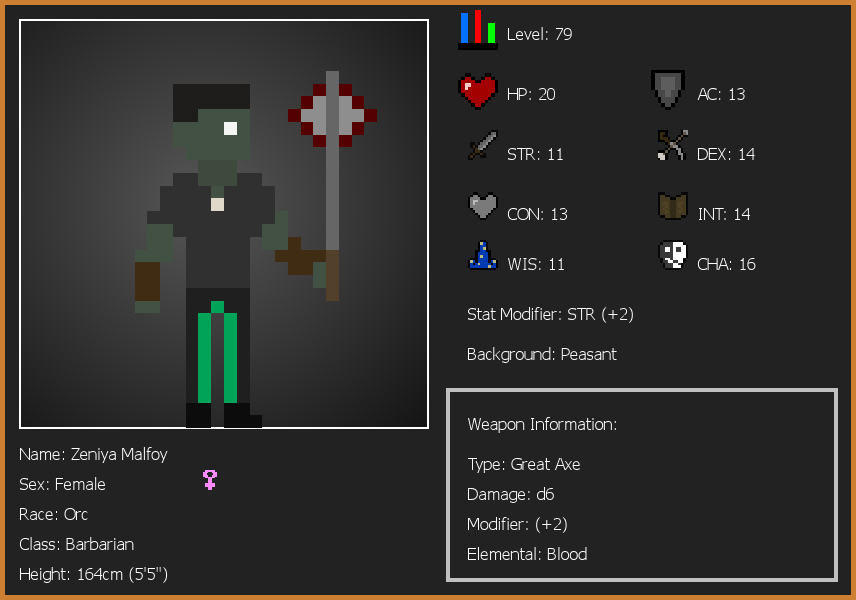 Level: 79
HP: 20
AC: 13
STR: 11
DEX: 14
CON: 13
INT: 14
WIS: 11
CHA: 16
Stat Modifier: STR (+2)
Background: Peasant
Weapon Information:
Type: Great Axe
Damage: d6
Modifier: (+2)
Elemental: Blood
Name: Zeniya Malfoy
Sex: Female
Race: Orc
Class: Barbarian
Height: 164cm (5'5")